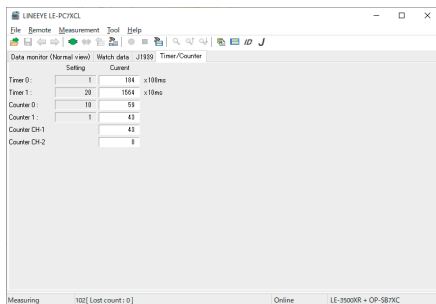 LINEEYE LE-PC7XCL
File Remote Measurement Tool Help
ID J
Data monitor (Normal view) Watch data J1939 Timer/Counter
Setting Current
Timer 0 : 1 184 x100ms
Timer 1 : 20 1564 x10ms
Counter 0 : 10 59
Counter 1 : 1 43
Counter CH-1 43
Counter CH-2 0
Measuring 102[ Lost count : 0 ] Online LE-3500XR + OP-SB7XC